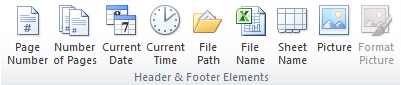 Page Number
Number of Pages
Current Date
Current Time
File Path
File Name
Sheet Name
Picture
Format Picture
Header & Footer Elements